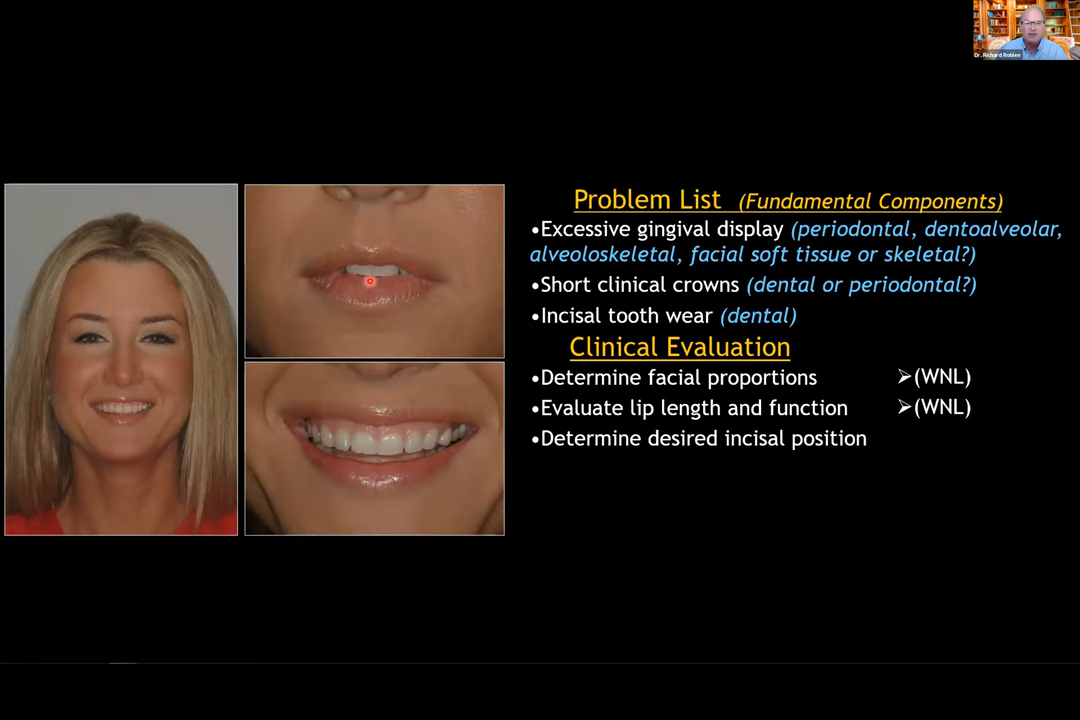 Dr. Richard Roblee
Problem List (Fundamental Components)
•Excessive gingival display (periodontal, dentoalveolar,
alveoloskeletal, facial soft tissue or skeletal?)
•Short clinical crowns (dental or periodontal?)
•Incisal tooth wear (dental)
Clinical Evaluation
•Determine facial proportions ➢(WNL)
•Evaluate lip length and function ➢(WNL)
•Determine desired incisal position